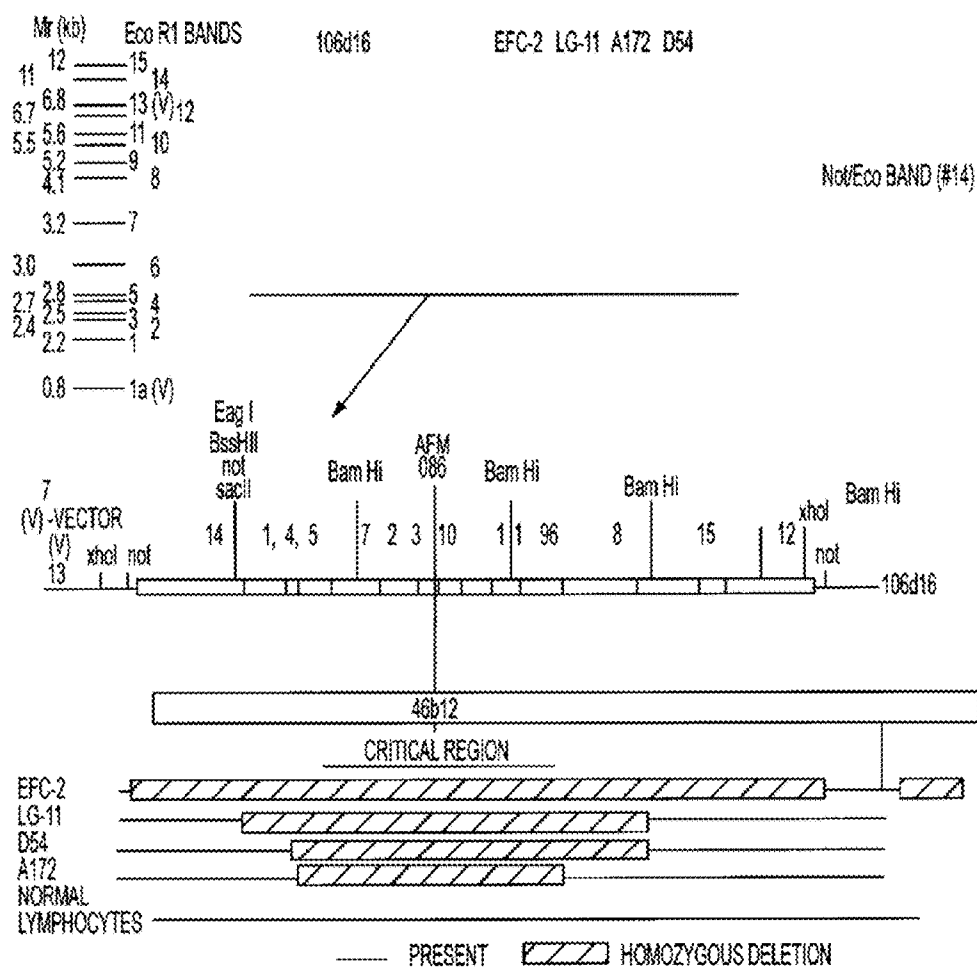 Mr (kb) Eco R1 BANDS 106d16 EFC-2 LG-11 A172 D54
12 15
11 14
6.8 13 (V)
6.7 12
5.6 11
5.5 10
5.2 9
4.1 8
Not/Eco BAND (#14)
3.2 7
3.0 6
2.8 5
2.7 4
2.5 3
2.4 2
2.2 1
0.8 1a (V)
Eag I
BssHII
not
sacII
AFM
086
Bam Hi Bam Hi Bam Hi Bam Hi
7
(V) -VECTOR
(V)
13
xhol not
14 1, 4, 5 7 2 3 10 1 1 96 8 15 12
xhol
not
106d16
46b12
CRITICAL REGION
EFC-2
LG-11
D54
A172
NORMAL
LYMPHOCYTES
PRESENT HOMOZYGOUS DELETION